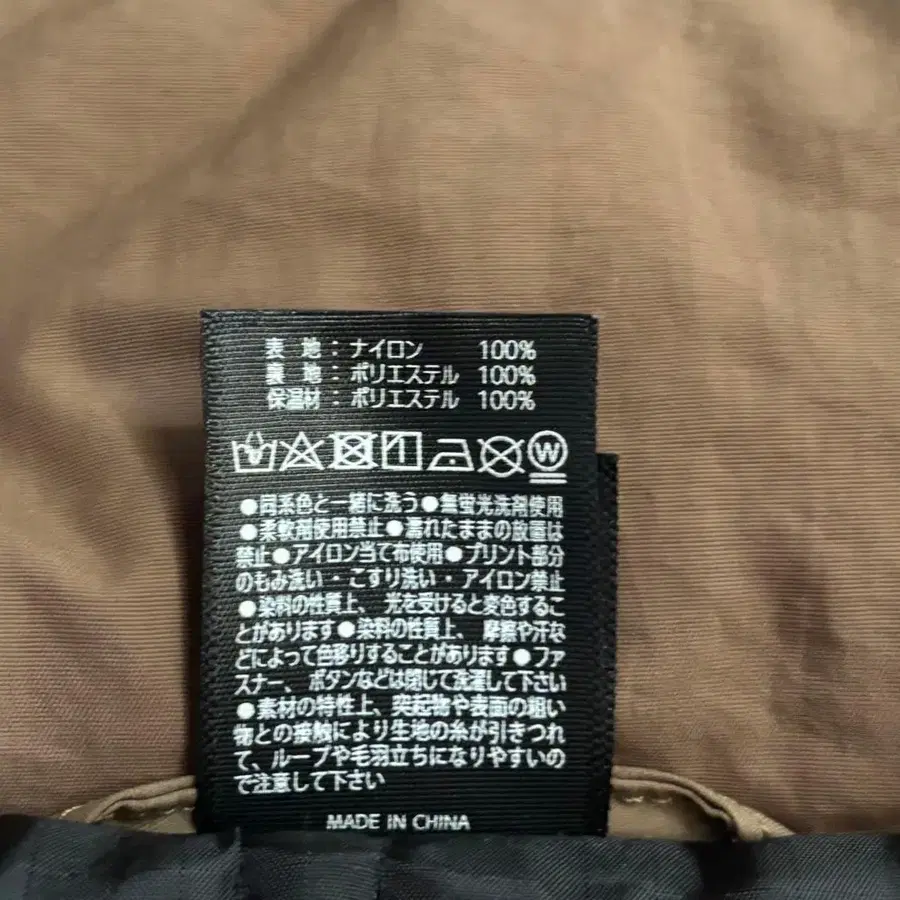 表 地：ナイロン 100%
裏 地：ポリエステル 100%
保温材：ポリエステル 100%
W
●同系色と一緒に洗う●無蛍光洗剤使用
●柔軟剤使用禁止●濡れたままの放置は
禁止●アイロン当て布使用●プリント部分
のもみ洗い・こすり洗い・アイロン禁止
●染料の性質上、光を受けると変色するこ
とがあります●染料の性質上、摩擦や汗な
どによって色移りすることがあります●ファ
スナー、ボタンなどは閉じて洗濯して下さい
●素材の特性上、突起物や表面の粗い
物との接触により生地の糸が引きつれ
て、ループや毛羽立ちになりやすいの
で注意して下さい
MADE IN CHINA